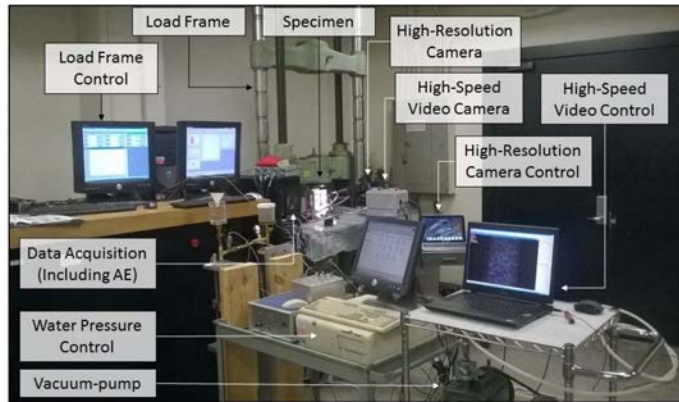 Load Frame
Specimen
High-Resolution
Camera
Load Frame
Control
High-Speed
Video Camera
High-Speed
Video Control
High-Resolution
Camera Control
Data Acquisition
(Including AE)
Water Pressure
Control
Vacuum-pump